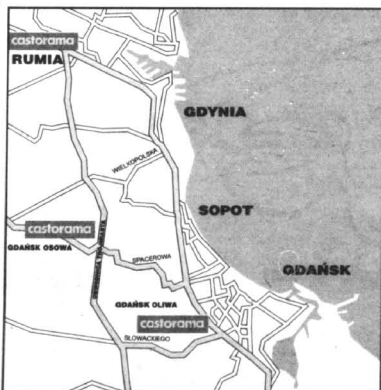 castorama
RUMIA
GDYNIA
WIELKOPOLSKA
SOPOT
castorama
GDAŃSK OSOWA
SPACEROWA
GDAŃSK
GDAŃSK OLIWA
castorama
SŁOWACKIEGO